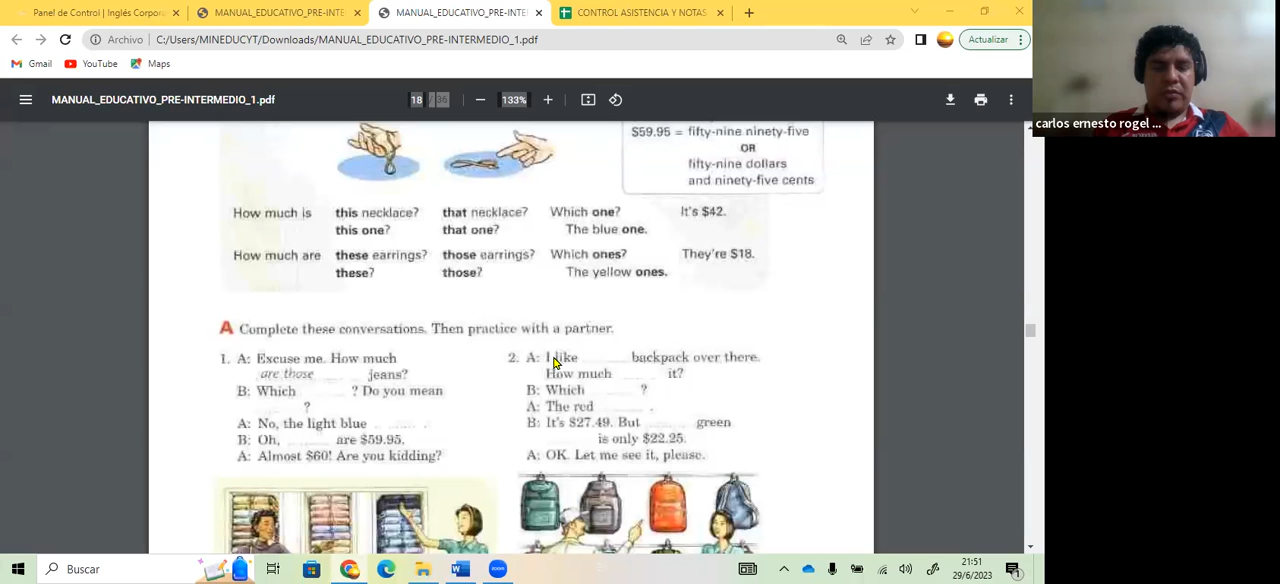 Panel de Control | Inglés Corpora
MANUAL_EDUCATIVO_PRE-INTERME
MANUAL_EDUCATIVO_PRE-INTERME
CONTROL ASISTENCIA Y NOTAS
Archivo
C:/Users/MINEDUCYT/Downloads/MANUAL_EDUCATIVO_PRE-INTERMEDIO_1.pdf
Actualizar
Gmail
YouTube
Maps
MANUAL_EDUCATIVO_PRE-INTERMEDIO_1.pdf
18 / 36
133%
carlos ernesto rogel ...
$59.95 = fifty-nine ninety-five
OR
fifty-nine dollars
and ninety-five cents
How much is this necklace? that necklace? Which one? It's $42.
this one? that one? The blue one.
How much are these earrings? those earrings? Which ones? They're $18.
these? those? The yellow ones.
A Complete these conversations. Then practice with a partner.
1. A: Excuse me. How much
are those jeans?
B: Which ? Do you mean
?
A: No, the light blue .
B: Oh, are $59.95.
A: Almost $60! Are you kidding?
2. A: I like backpack over there.
How much it?
B: Which ?
A: The red .
B: It's $27.49. But green
is only $22.25.
A: OK. Let me see it, please.
Buscar
zoom
21:51
29/6/2023
1